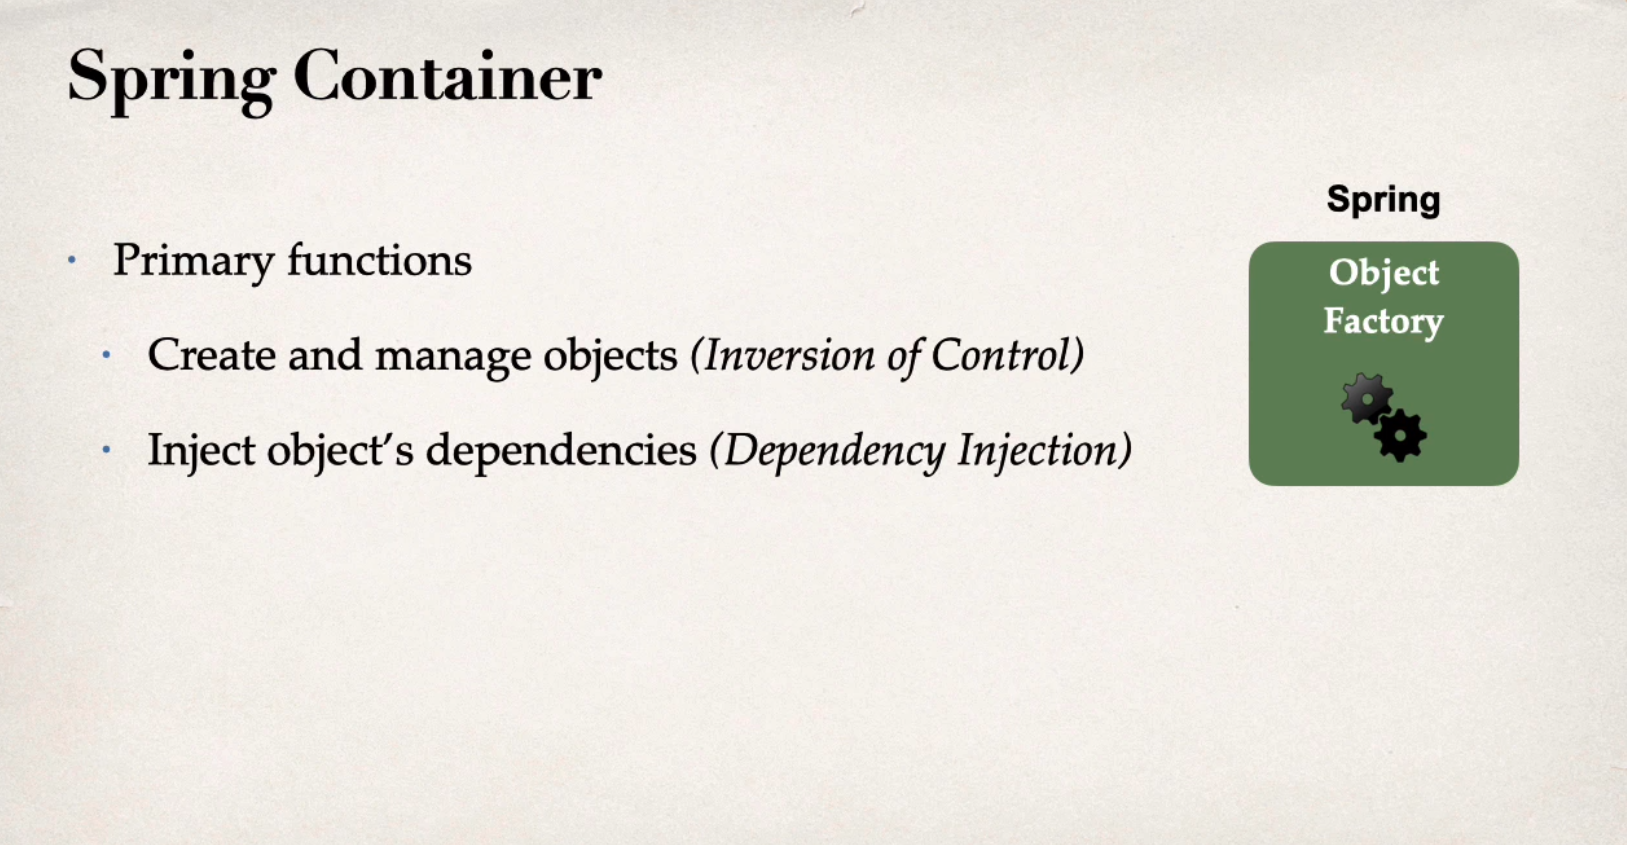 Spring Container
Primary functions
Create and manage objects (Inversion of Control)
Inject object’s dependencies (Dependency Injection)
Spring
Object
Factory